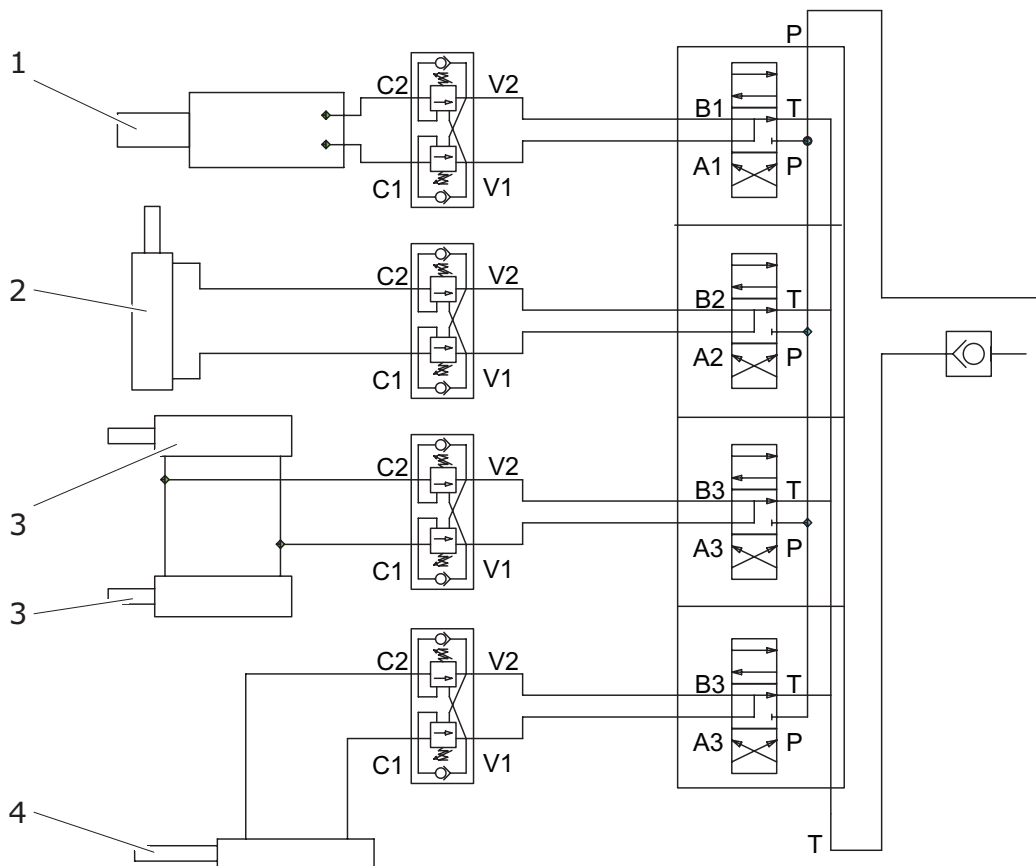 P
1
C2 V2 B1 T
C1 V1 A1 P
2
C2 V2 B2 T
C1 V1 A2 P
3
C2 V2 B3 T
C1 V1 A3 P
3
C2 V2 B3 T
C1 V1 A3 P
4
T